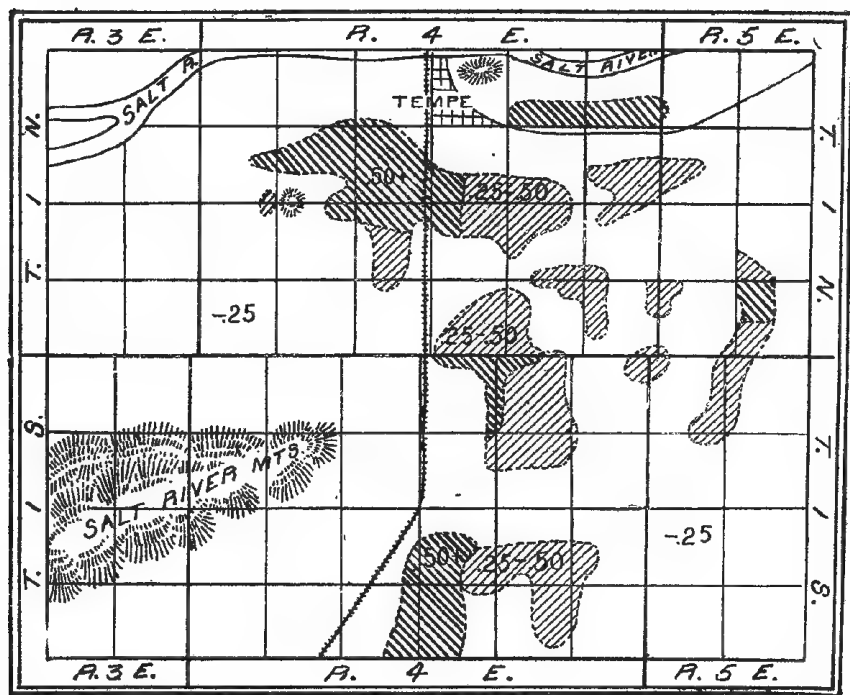 R. 3 E. R. 4 E. R. 5 E.
SALT R.
SALT RIVER
TEMPE
N.
T.
.50+
.25-.50
1
1
T.
N.
-.25
.25-.50
S.
T.
SALT RIVER MTS.
1
1
-.25
.50+
.25-.50
T.
S.
R. 3 E. R. 4 E. R. 5 E.